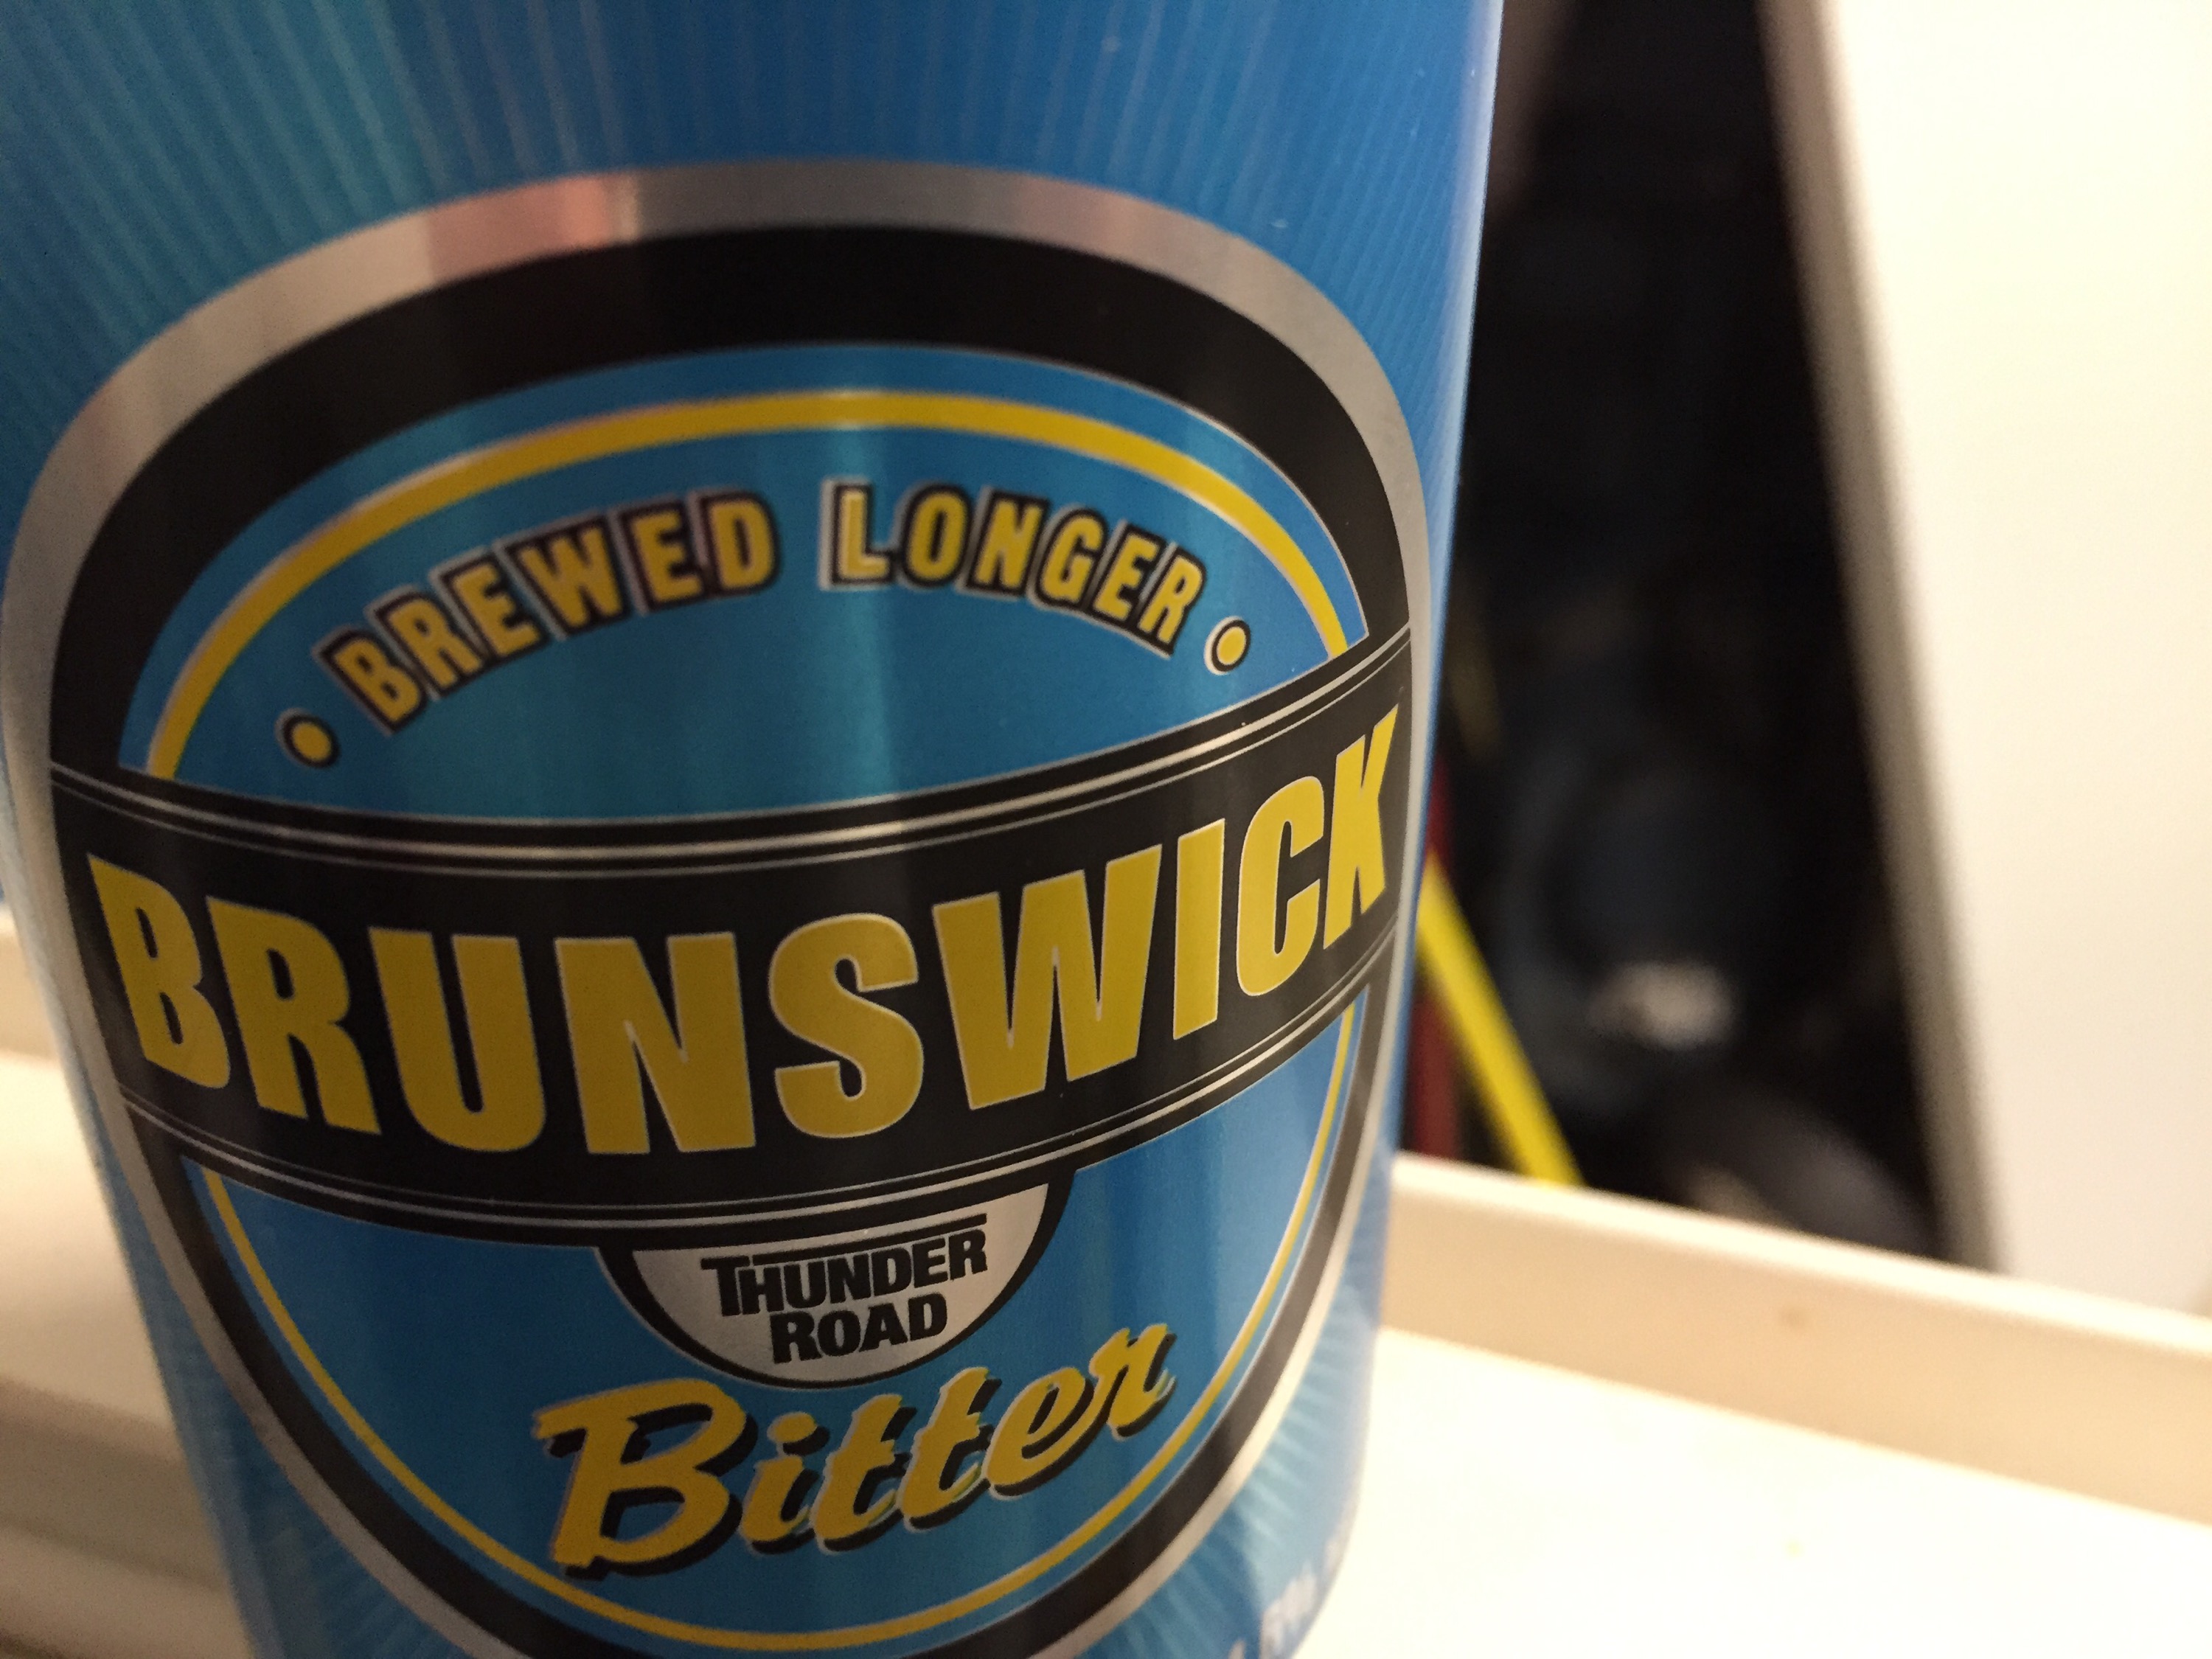 • BREWED LONGER •
BRUNSWICK
THUNDER
ROAD
Bitter